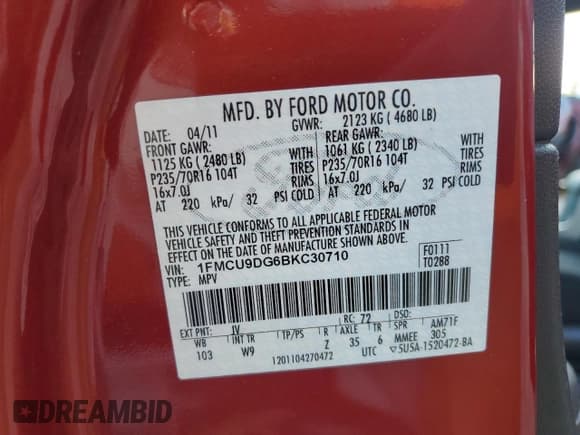 MFD. BY FORD MOTOR CO.
DATE: 04/11 GVWR: 2123 KG ( 4680 LB)
FRONT GAWR: REAR GAWR:
1125 KG ( 2480 LB) WITH 1061 KG ( 2340 LB) WITH
P235/70R16 104T TIRES P235/70R16 104T TIRES
16x7.0J RIMS 16x7.0J RIMS
AT 220 kPa/ 32 PSI COLD AT 220 kPa/ 32 PSI COLD
THIS VEHICLE CONFORMS TO ALL APPLICABLE FEDERAL MOTOR
VEHICLE SAFETY AND THEFT PREVENTION STANDARDS IN
EFFECT ON THE DATE OF MANUFACTURE SHOWN ABOVE.
VIN: 1FMCU9DG6BKC30710 F0111
TYPE: MPV T0288
EXT PNT: IV RC: 72 DSO:
WB INT TR TP/PS R AXLE TR SPR AM71F
103 W9 Z 35 6 MMEE 305
1201104270472 UTC 5U5A-1520472-BA
Ford
DREAMBID